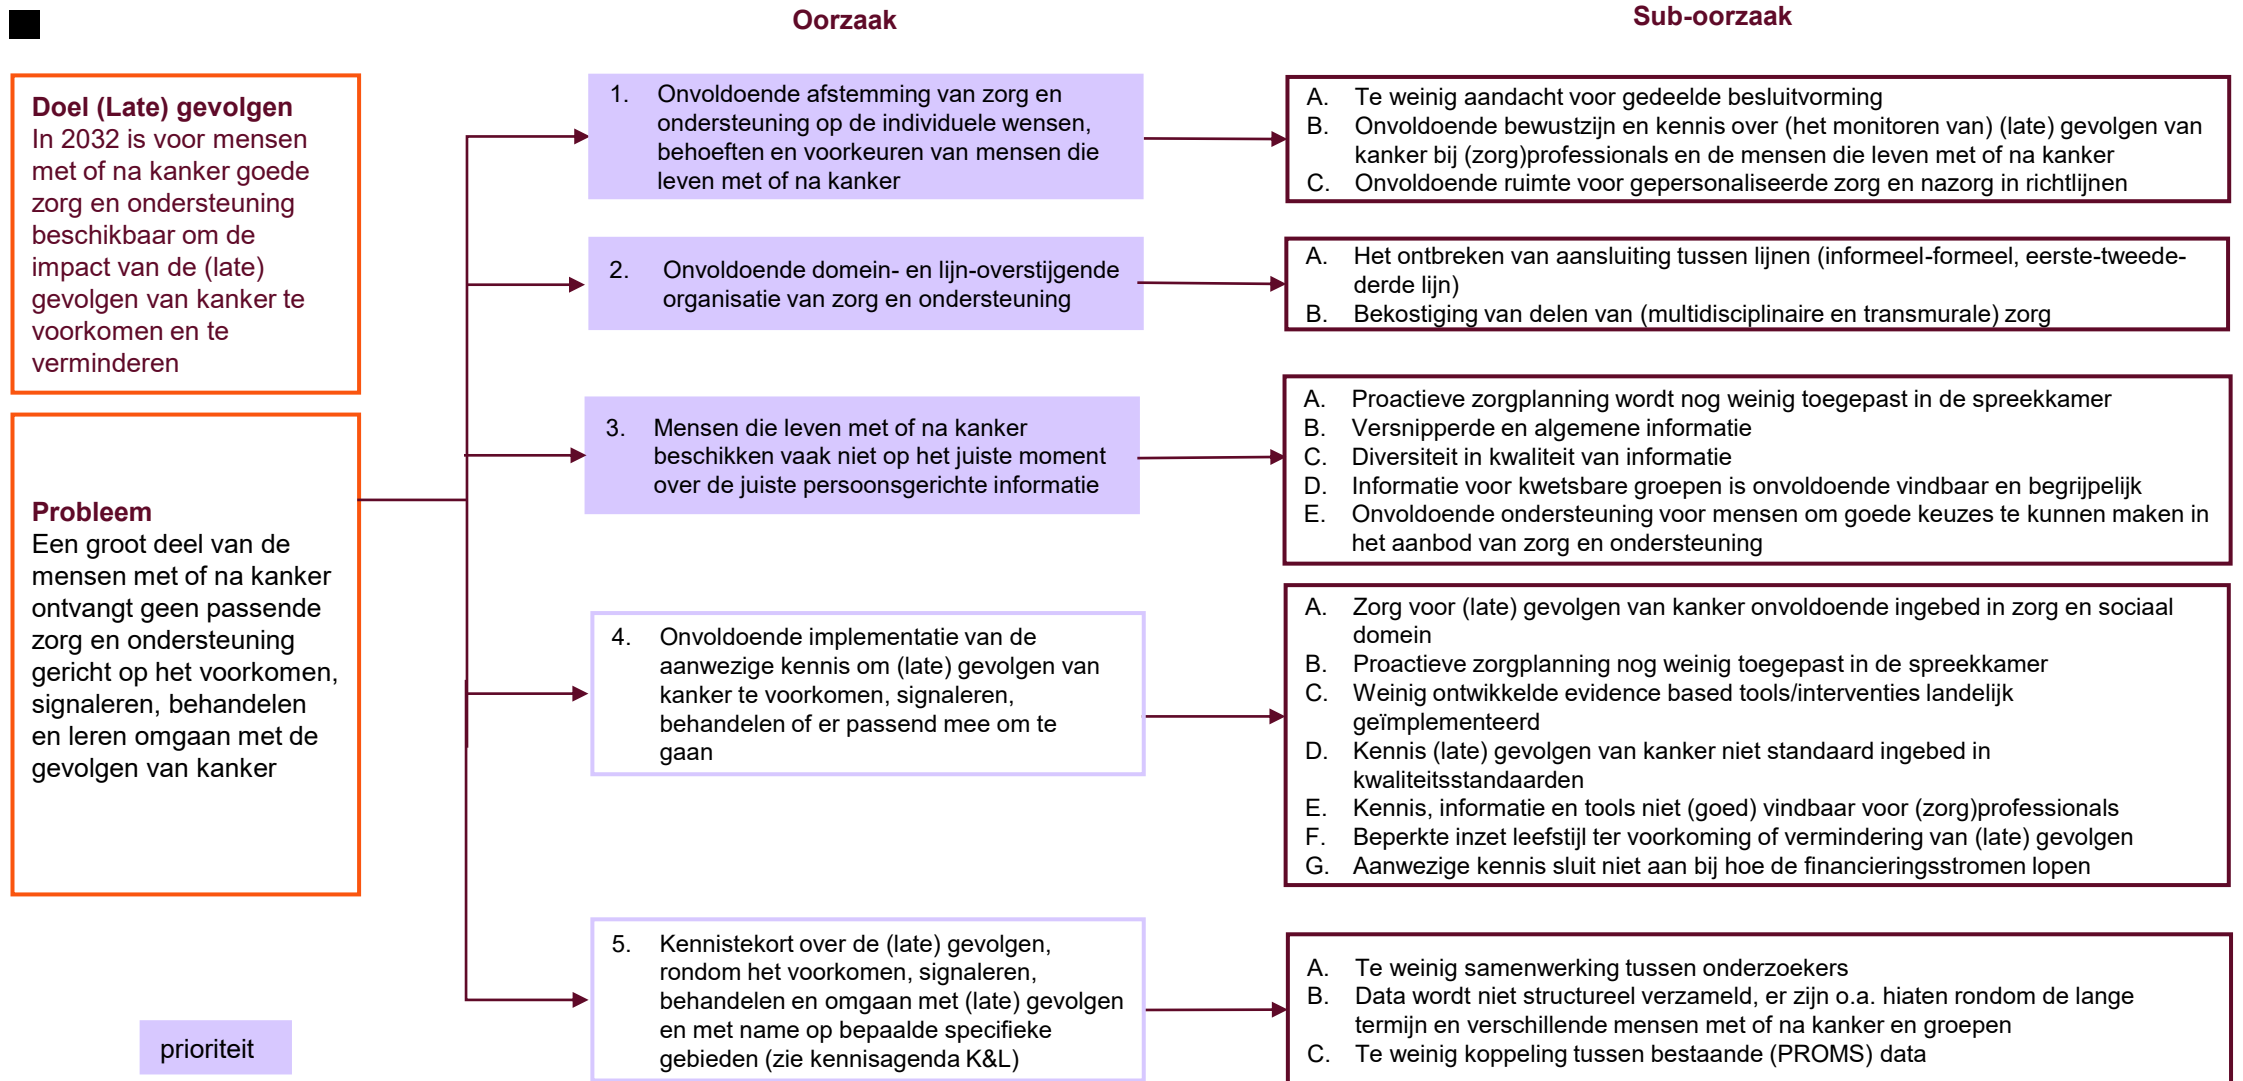 Oorzaak
Sub-oorzaak
Doel (Late) gevolgen
In 2032 is voor mensen
met of na kanker goede
zorg en ondersteuning
beschikbaar om de
impact van de (late)
gevolgen van kanker te
voorkomen en te
verminderen
Probleem
Een groot deel van de
mensen met of na kanker
ontvangt geen passende
zorg en ondersteuning
gericht op het voorkomen,
signaleren, behandelen
en leren omgaan met de
gevolgen van kanker
prioriteit
1. Onvoldoende afstemming van zorg en
ondersteuning op de individuele wensen,
behoeften en voorkeuren van mensen die
leven met of na kanker
A. Te weinig aandacht voor gedeelde besluitvorming
B. Onvoldoende bewustzijn en kennis over (het monitoren van) (late) gevolgen van
kanker bij (zorg)professionals en de mensen die leven met of na kanker
C. Onvoldoende ruimte voor gepersonaliseerde zorg en nazorg in richtlijnen
2. Onvoldoende domein- en lijn-overstijgende
organisatie van zorg en ondersteuning
A. Het ontbreken van aansluiting tussen lijnen (informeel-formeel, eerste-tweede-
derde lijn)
B. Bekostiging van delen van (multidisciplinaire en transmurale) zorg
3. Mensen die leven met of na kanker
beschikken vaak niet op het juiste moment
over de juiste persoonsgerichte informatie
A. Proactieve zorgplanning wordt nog weinig toegepast in de spreekkamer
B. Versnipperde en algemene informatie
C. Diversiteit in kwaliteit van informatie
D. Informatie voor kwetsbare groepen is onvoldoende vindbaar en begrijpelijk
E. Onvoldoende ondersteuning voor mensen om goede keuzes te kunnen maken in
het aanbod van zorg en ondersteuning
4. Onvoldoende implementatie van de
aanwezige kennis om (late) gevolgen van
kanker te voorkomen, signaleren,
behandelen of er passend mee om te
gaan
A. Zorg voor (late) gevolgen van kanker onvoldoende ingebed in zorg en sociaal
domein
B. Proactieve zorgplanning nog weinig toegepast in de spreekkamer
C. Weinig ontwikkelde evidence based tools/interventies landelijk
geïmplementeerd
D. Kennis (late) gevolgen van kanker niet standaard ingebed in
kwaliteitsstandaarden
E. Kennis, informatie en tools niet (goed) vindbaar voor (zorg)professionals
F. Beperkte inzet leefstijl ter voorkoming of vermindering van (late) gevolgen
G. Aanwezige kennis sluit niet aan bij hoe de financieringsstromen lopen
5. Kennistekort over de (late) gevolgen,
rondom het voorkomen, signaleren,
behandelen en omgaan met (late) gevolgen
en met name op bepaalde specifieke
gebieden (zie kennisagenda K&L)
A. Te weinig samenwerking tussen onderzoekers
B. Data wordt niet structureel verzameld, er zijn o.a. hiaten rondom de lange
termijn en verschillende mensen met of na kanker en groepen
C. Te weinig koppeling tussen bestaande (PROMS) data